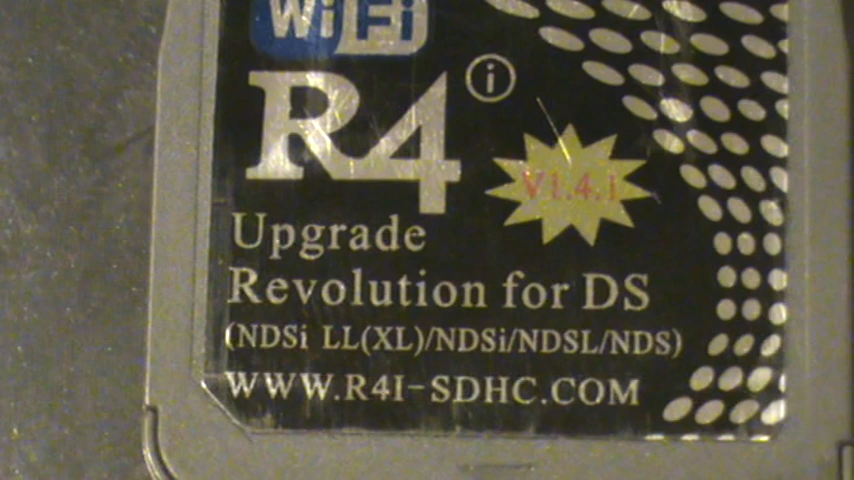 WiFi
R4 i
V1.4.1
Upgrade
Revolution for DS
(NDSi LL(XL)/NDSi/NDSL/NDS)
WWW.R4I-SDHC.COM